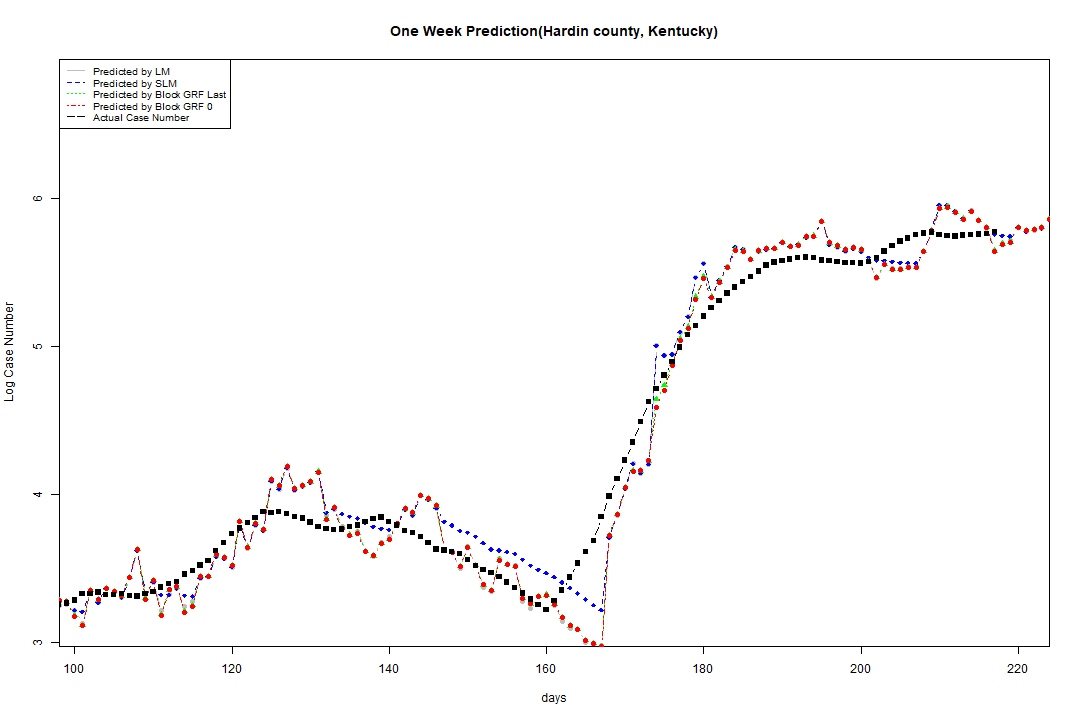 One Week Prediction(Hardin county, Kentucky)
Predicted by LM
Predicted by SLM
Predicted by Block GRF Last
Predicted by Block GRF 0
Actual Case Number
6
5
4
3
Log Case Number
100 120 140 160 180 200 220
days